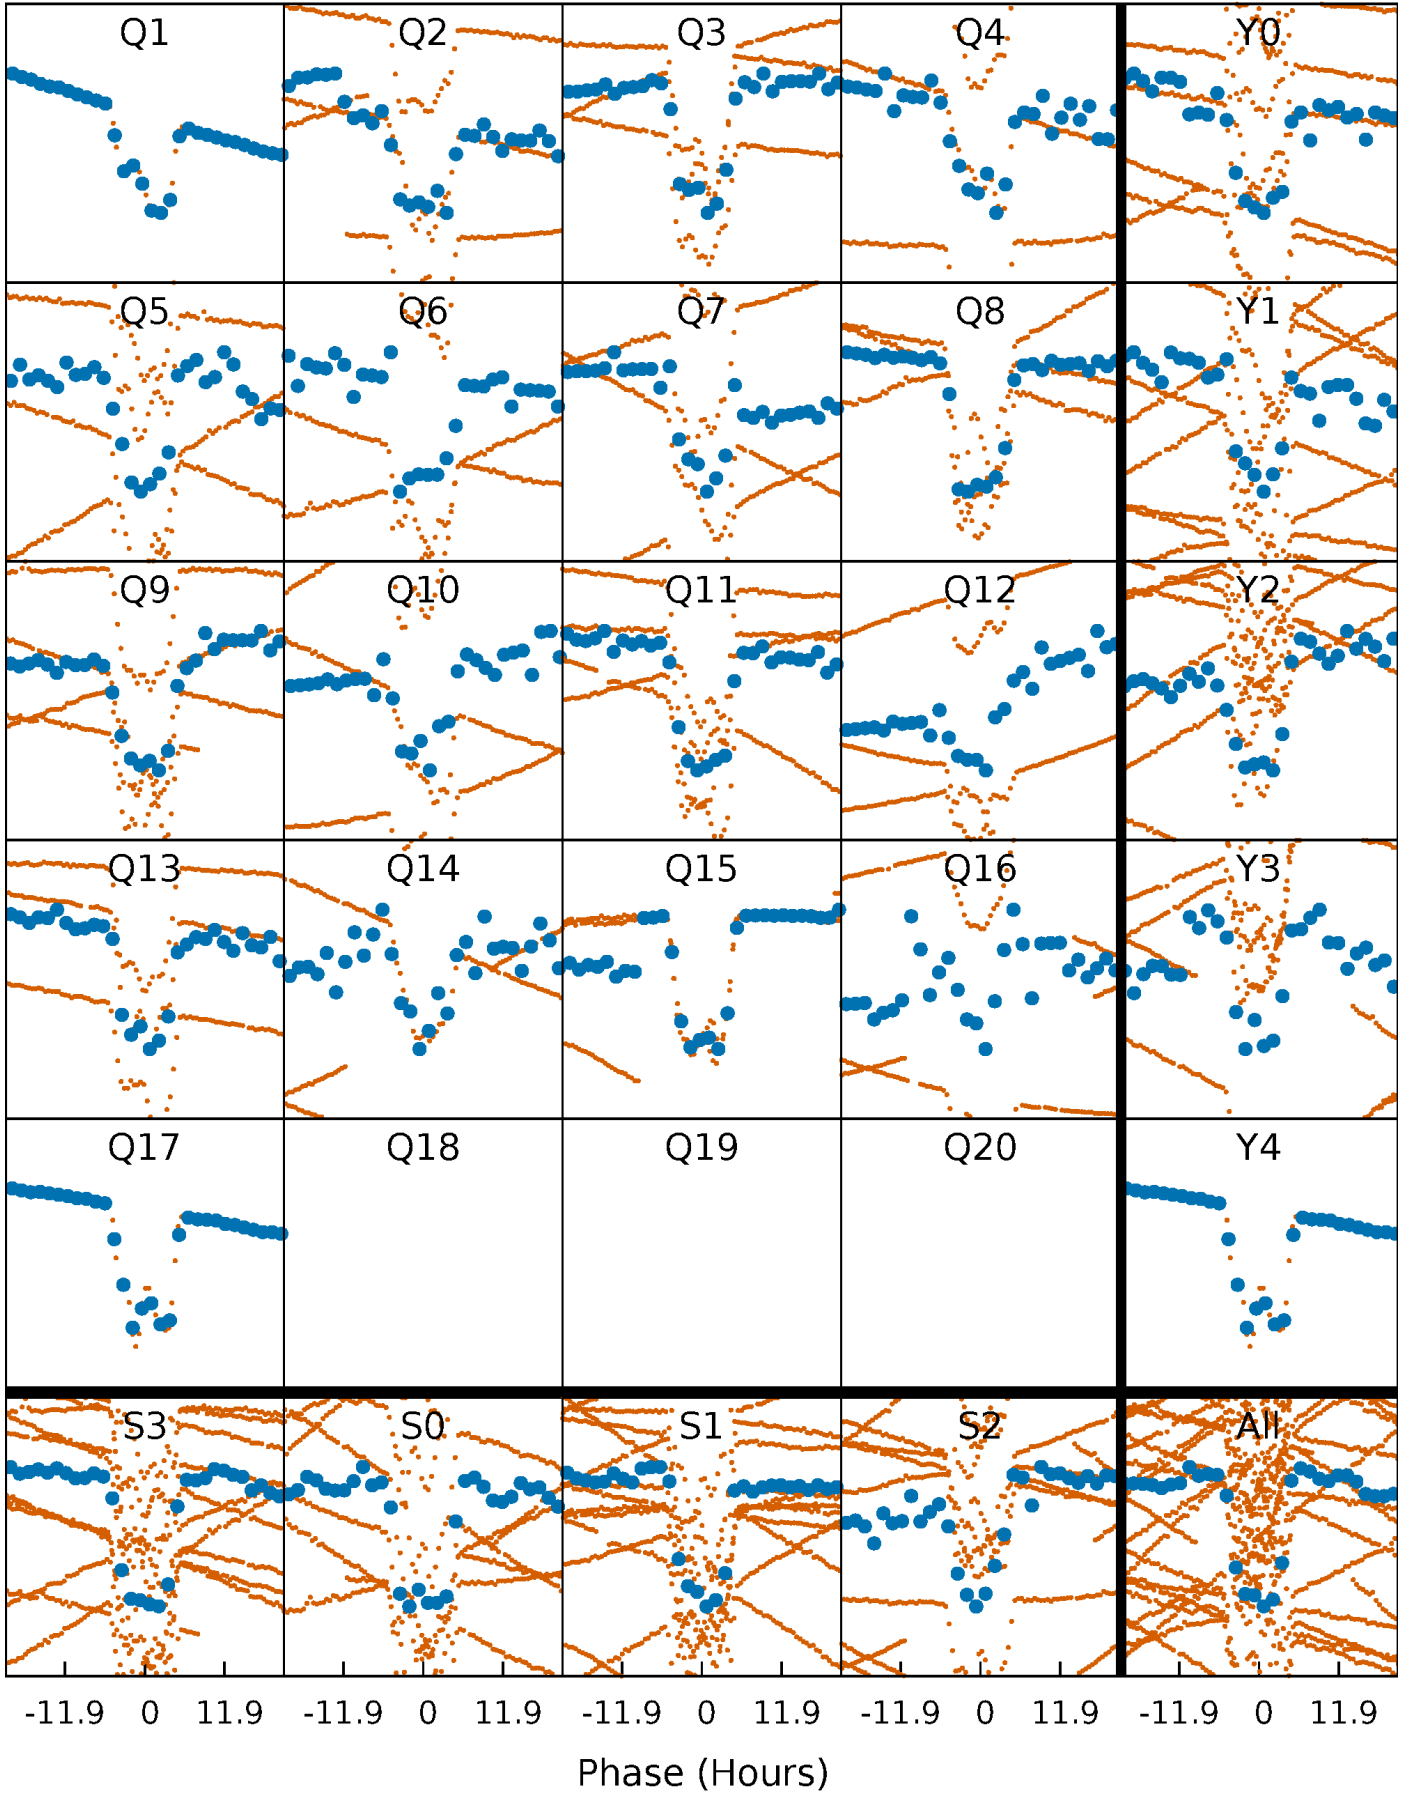 Q1 Q2 Q3 Q4 Y0
Q5 Q6 Q7 Q8 Y1
Q9 Q10 Q11 Q12 Y2
Q13 Q14 Q15 Q16 Y3
Q17 Q18 Q19 Q20 Y4
S3 S0 S1 S2 All
-11.9 0 11.9 -11.9 0 11.9 -11.9 0 11.9 -11.9 0 11.9 -11.9 0 11.9
Phase (Hours)